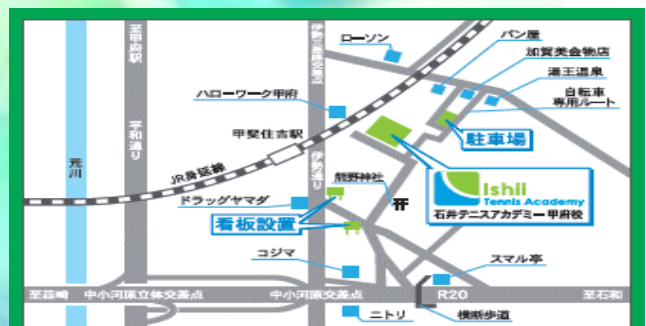 至甲府駅
平和通り
荒川
伊勢通り
ローソン
パン屋
加賀美金物店
湯王温泉
自転車
専用ルート
駐車場
ハローワーク甲府
甲斐住吉駅
JR身延線
熊野神社
ドラッグヤマダ
看板設置
Ishii
Tennis Academy
石井テニスアカデミー 甲府校
コジマ
スマル亭
至韮崎
中小河原立体交差点
中小河原交差点
R20
至石和
ニトリ
横断歩道